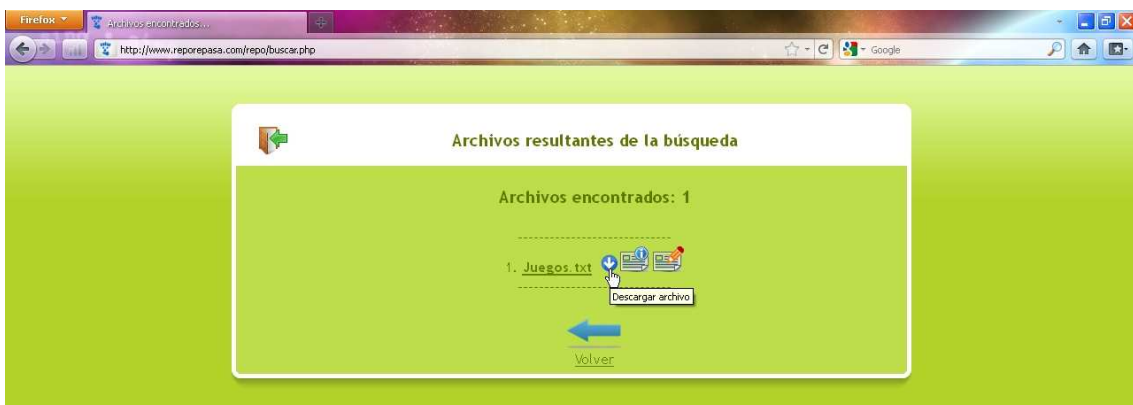 Firefox
Archivos encontrados...
http://www.reporepasa.com/repo/buscar.php
Google
Archivos resultantes de la búsqueda
Archivos encontrados: 1
1. Juegos.txt
Descargar archivo
Volver